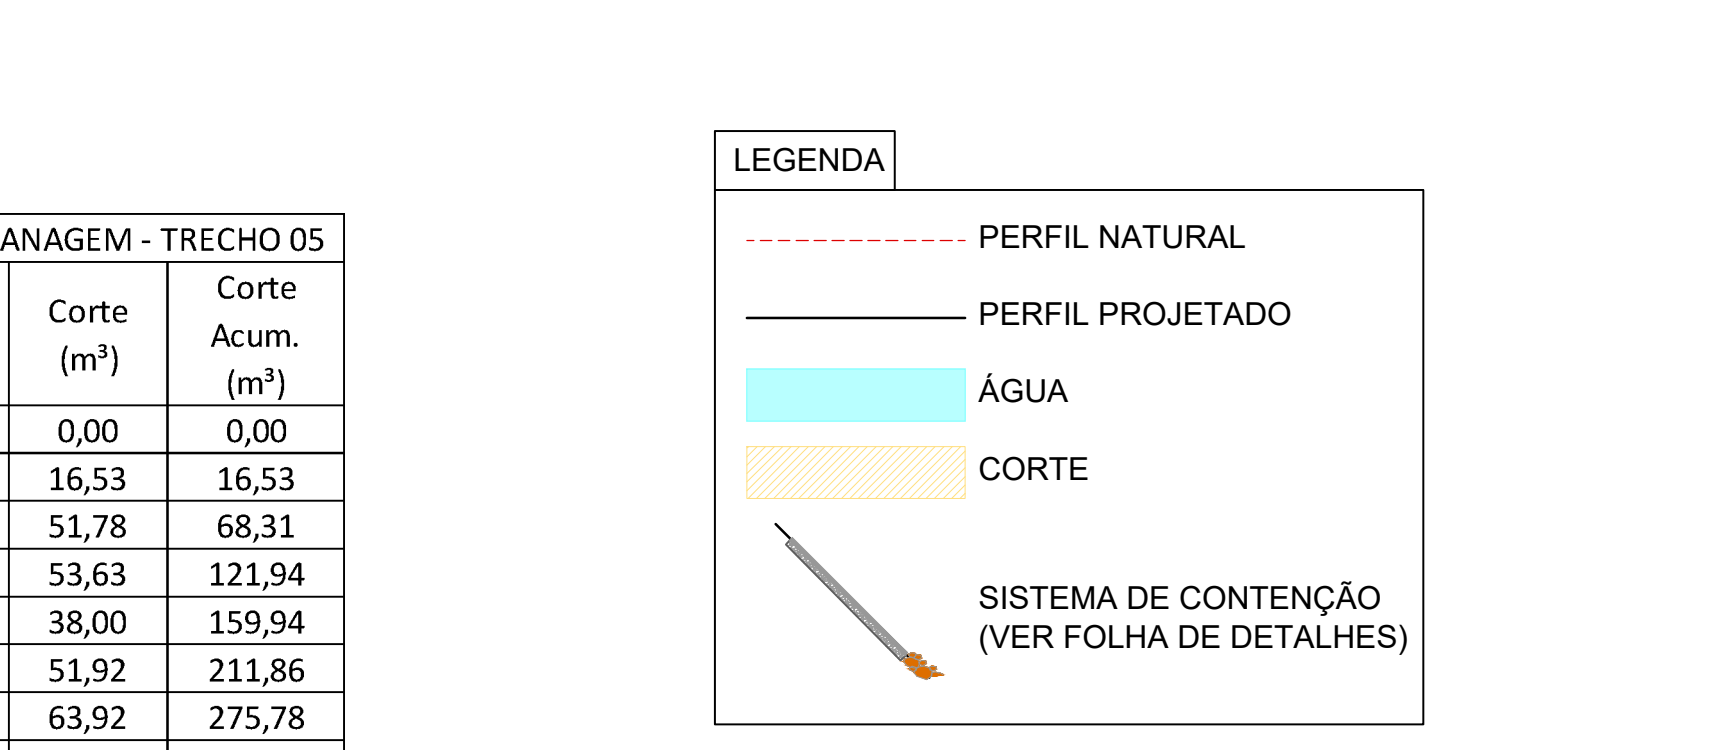 ANAGEM - TRECHO 05
Corte
(m³)
Corte
Acum.
(m³)
0,00 0,00
16,53 16,53
51,78 68,31
53,63 121,94
38,00 159,94
51,92 211,86
63,92 275,78
LEGENDA
PERFIL NATURAL
PERFIL PROJETADO
ÁGUA
CORTE
SISTEMA DE CONTENÇÃO
(VER FOLHA DE DETALHES)